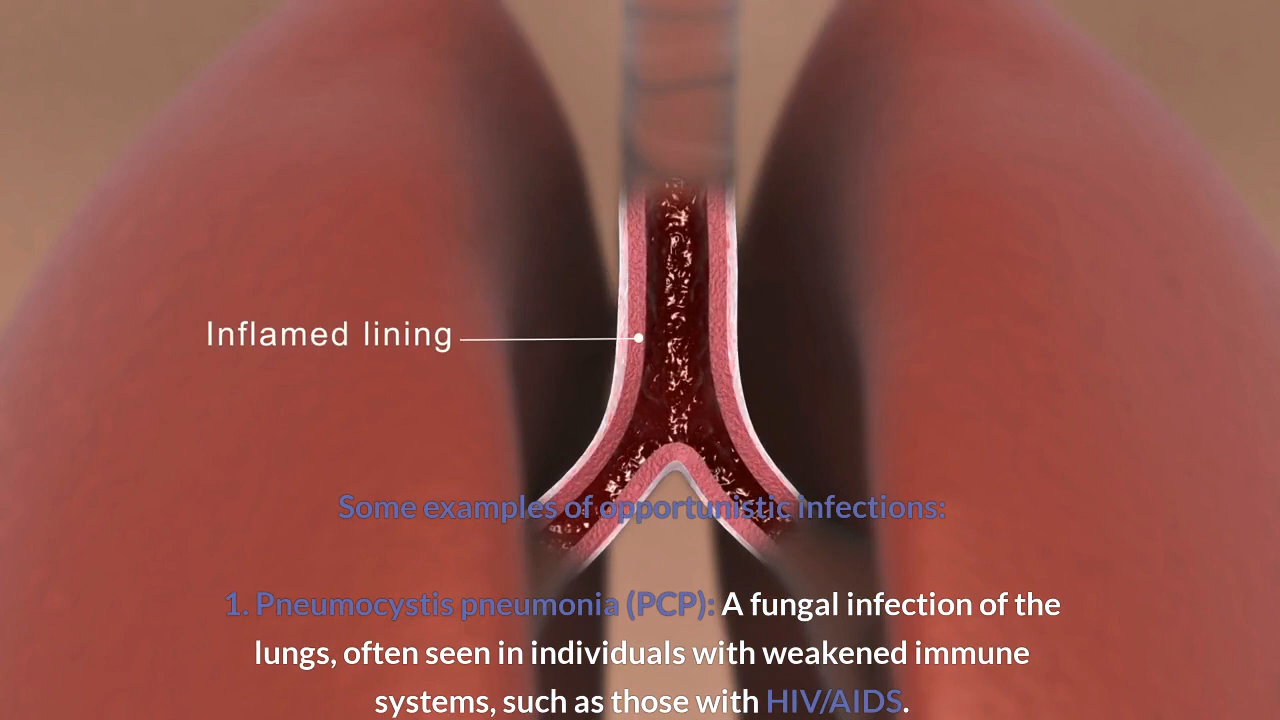 Inflamed lining
Some examples of opportunistic infections:
1. Pneumocystis pneumonia (PCP): A fungal infection of the
lungs, often seen in individuals with weakened immune
systems, such as those with HIV/AIDS.